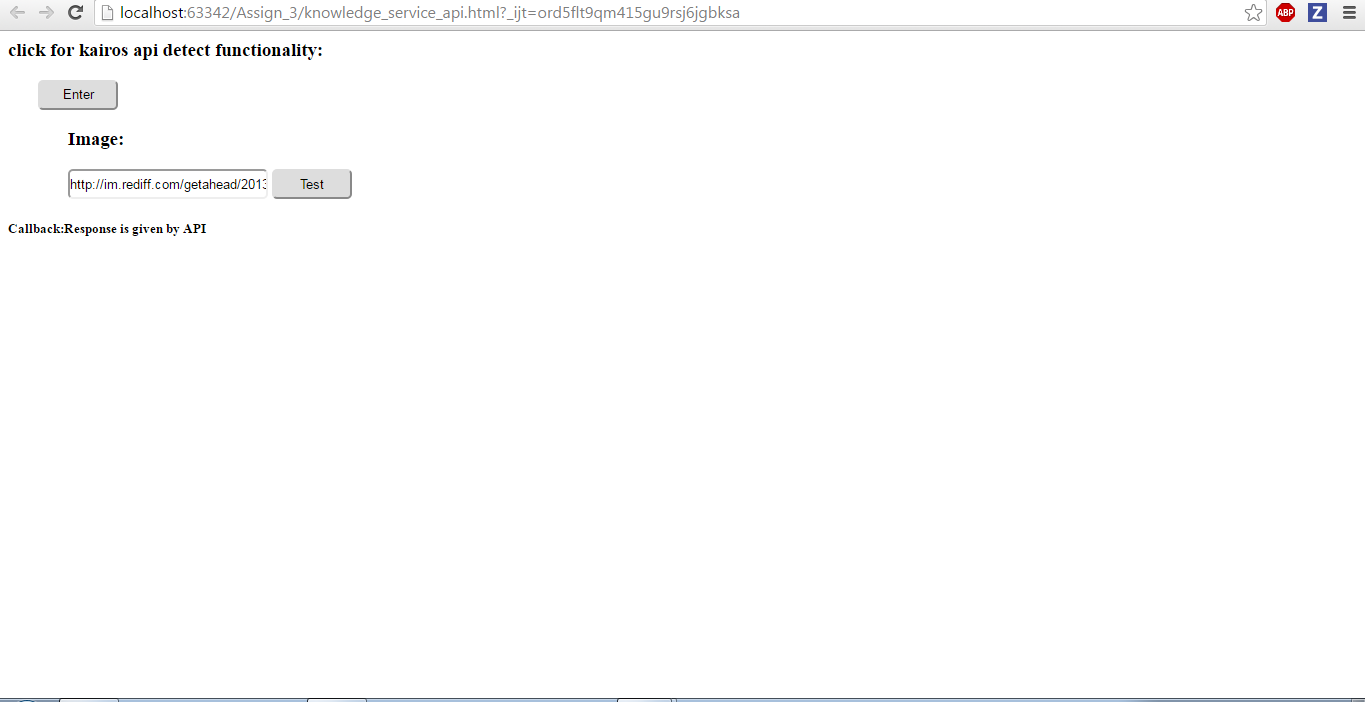 localhost:63342/Assign_3/knowledge_service_api.html?_ijt=ord5flt9qm415gu9rsj6jgbksa
ABP
Z
click for kairos api detect functionality:
Enter
Image:
http://im.rediff.com/getahead/2013
Test
Callback:Response is given by API